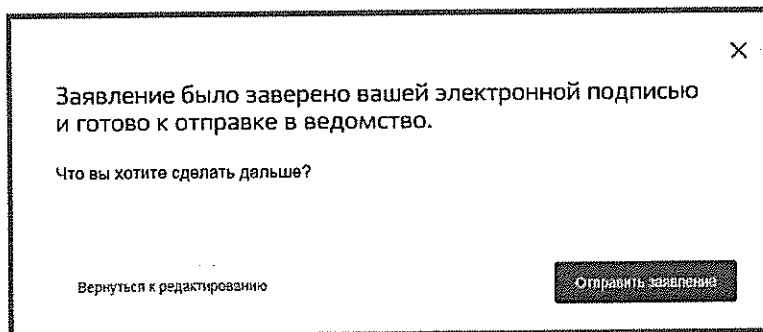 Заявление было заверено вашей электронной подписью
и готово к отправке в ведомство.
Что вы хотите сделать дальше?
Вернуться к редактированию
Отправить заявление